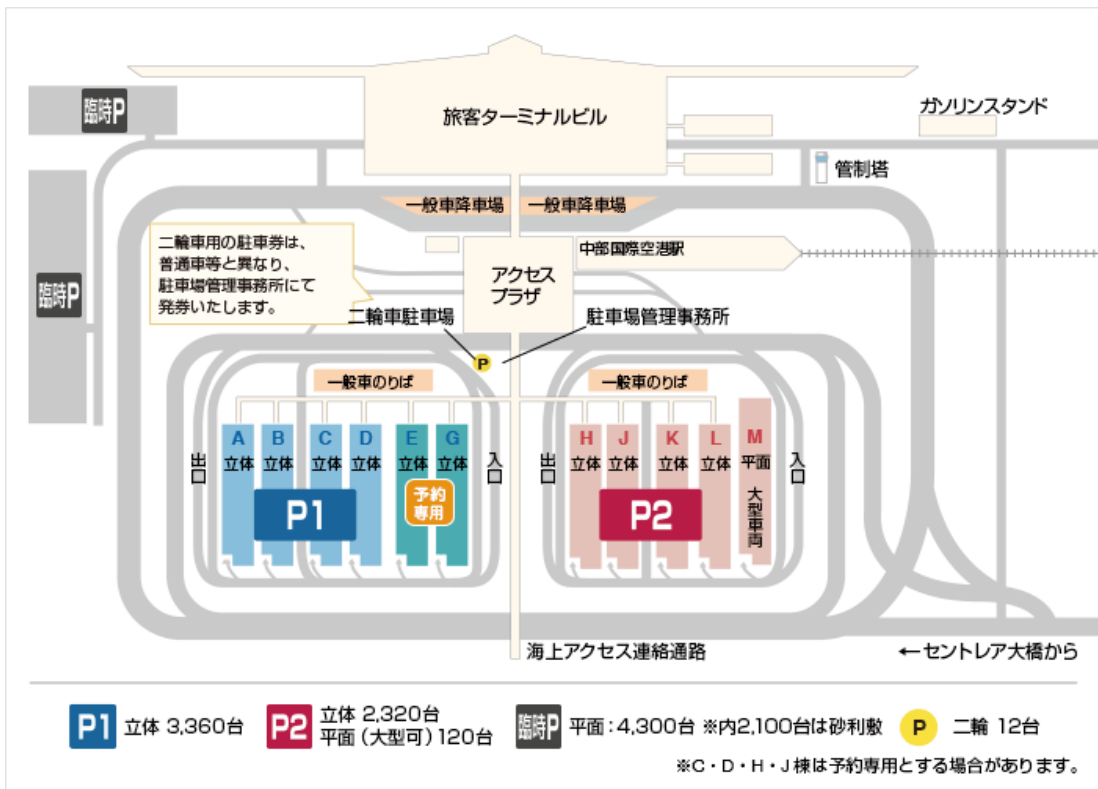 旅客ターミナルビル
ガソリンスタンド
臨時P
管制塔
一般車降車場
一般車降車場
二輪車用の駐車券は、
普通車等と異なり、
駐車場管理事務所にて
発券いたします。
中部国際空港駅
アクセス
プラザ
臨時P
二輪車駐車場
駐車場管理事務所
P
一般車のりば
一般車のりば
A
立体
B
立体
C
立体
D
立体
E
立体
G
立体
H
立体
J
立体
K
立体
L
立体
M
平面
大型車両
出口
入口
出口
入口
P1
予約
専用
P2
海上アクセス連絡通路
←セントレア大橋から
P1 立体 3,360台
P2 立体 2,320台
平面(大型可)120台
臨時P 平面:4,300台 ※内2,100台は砂利敷
P 二輪 12台
※C・D・H・J棟は予約専用とする場合があります。